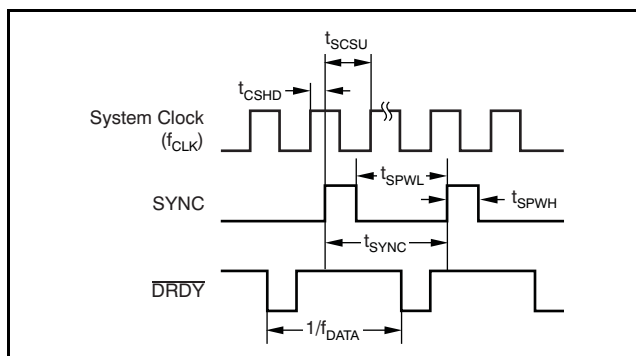 tSCSU
tCSHD
System Clock
(fCLK)
tSPWL
SYNC
tSPWH
tSYNC
DRDY
1/fDATA